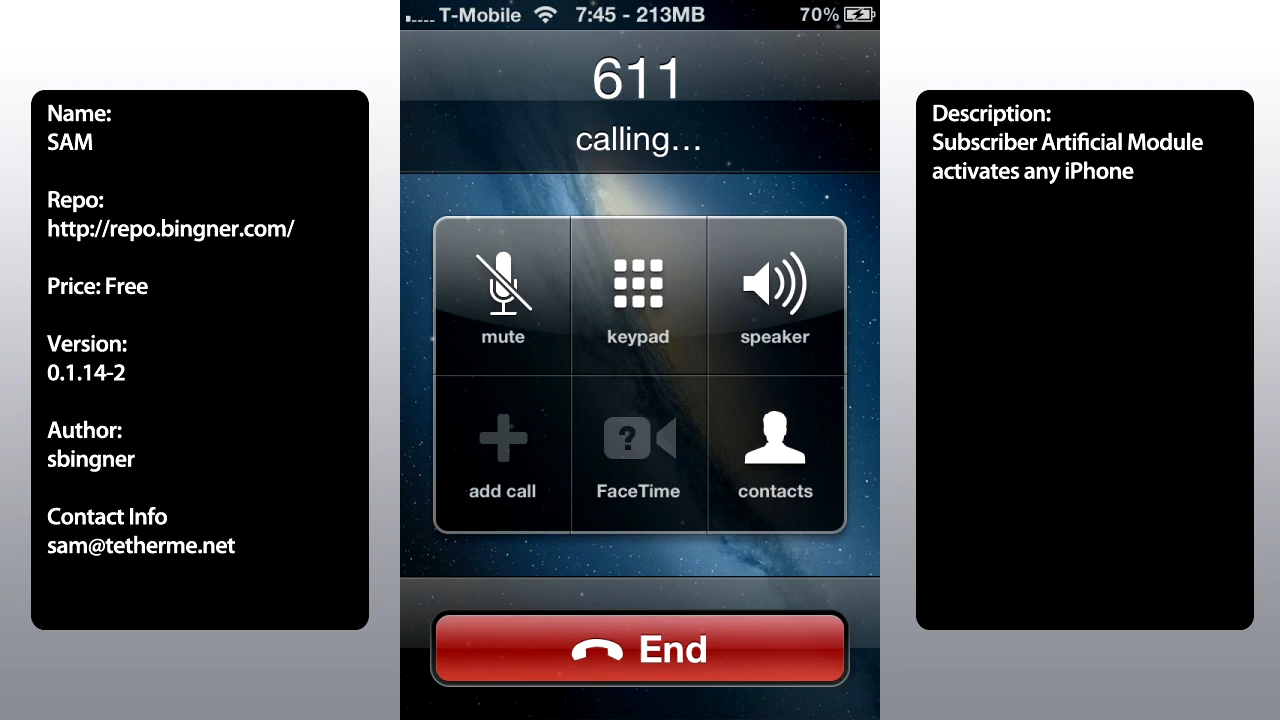 Name:
SAM
Repo:
http://repo.bingner.com/
Price: Free
Version:
0.1.14-2
Author:
sbingner
Contact Info
sam@tetherme.net
T-Mobile 7:45 - 213MB 70%
611
calling...
mute keypad speaker
?
add call FaceTime contacts
End
Description:
Subscriber Artificial Module
activates any iPhone